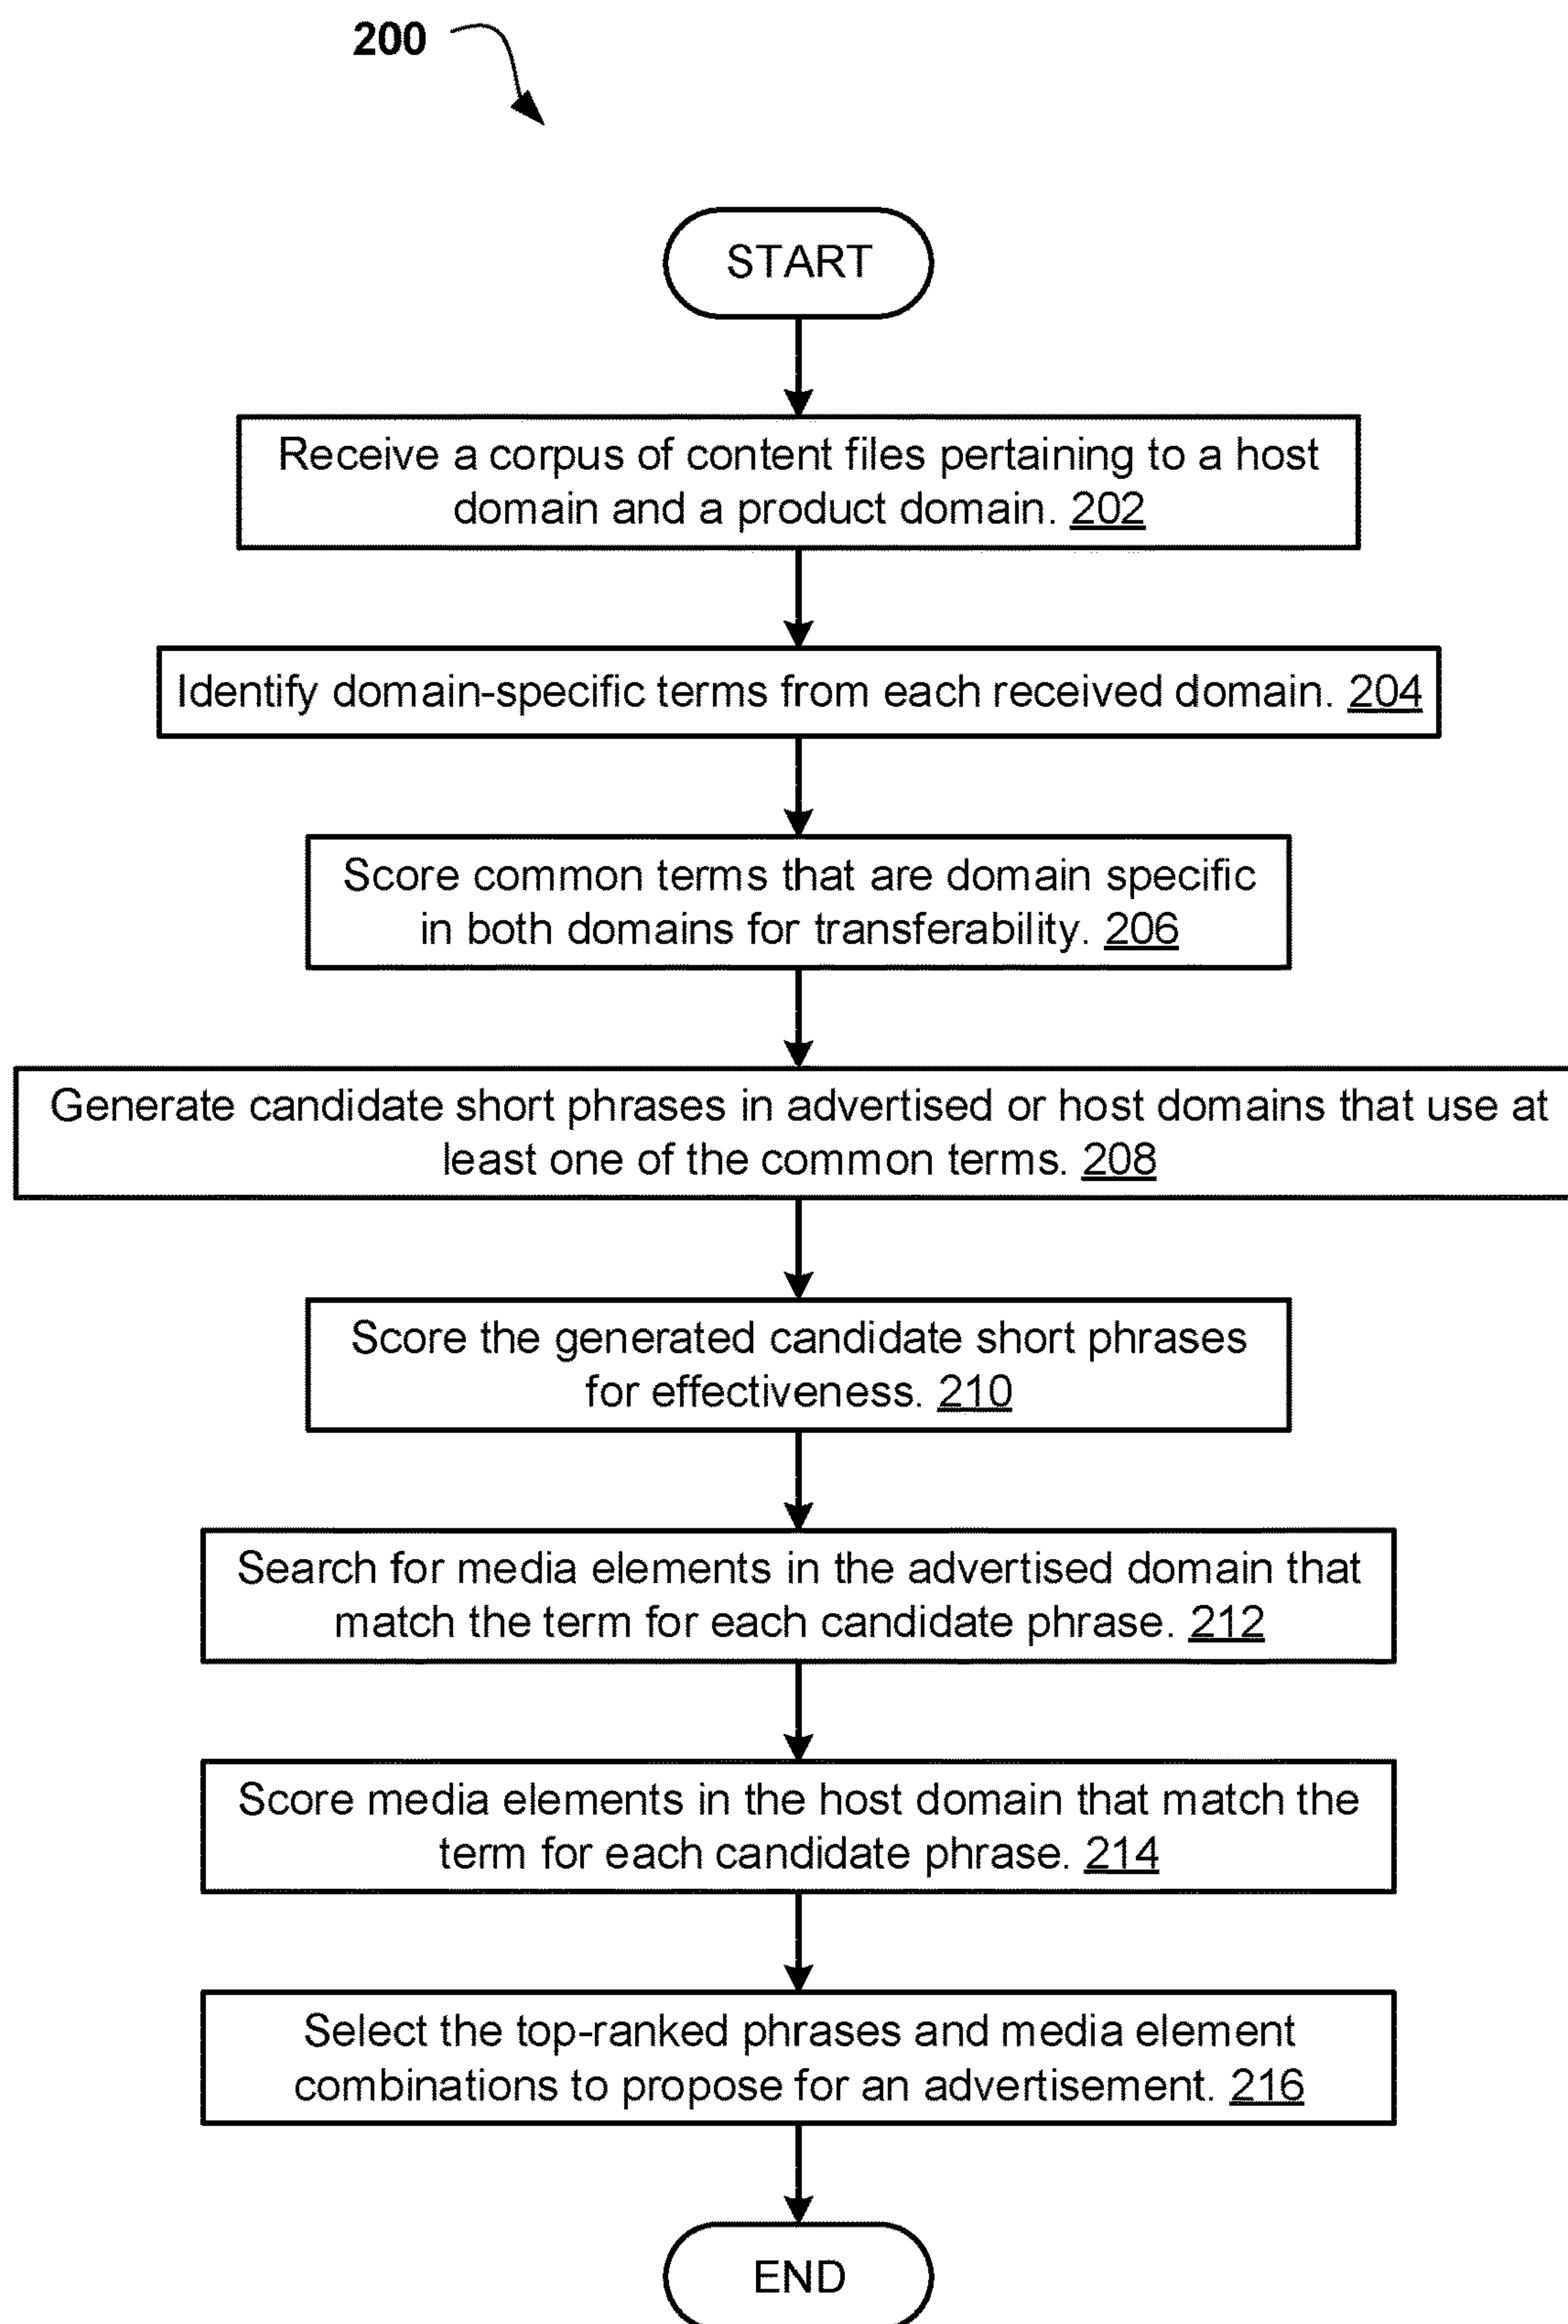 200
START
Receive a corpus of content files pertaining to a host
domain and a product domain. 202
Identify domain-specific terms from each received domain. 204
Score common terms that are domain specific
in both domains for transferability. 206
Generate candidate short phrases in advertised or host domains that use at
least one of the common terms. 208
Score the generated candidate short phrases
for effectiveness. 210
Search for media elements in the advertised domain that
match the term for each candidate phrase. 212
Score media elements in the host domain that match the
term for each candidate phrase. 214
Select the top-ranked phrases and media element
combinations to propose for an advertisement. 216
END